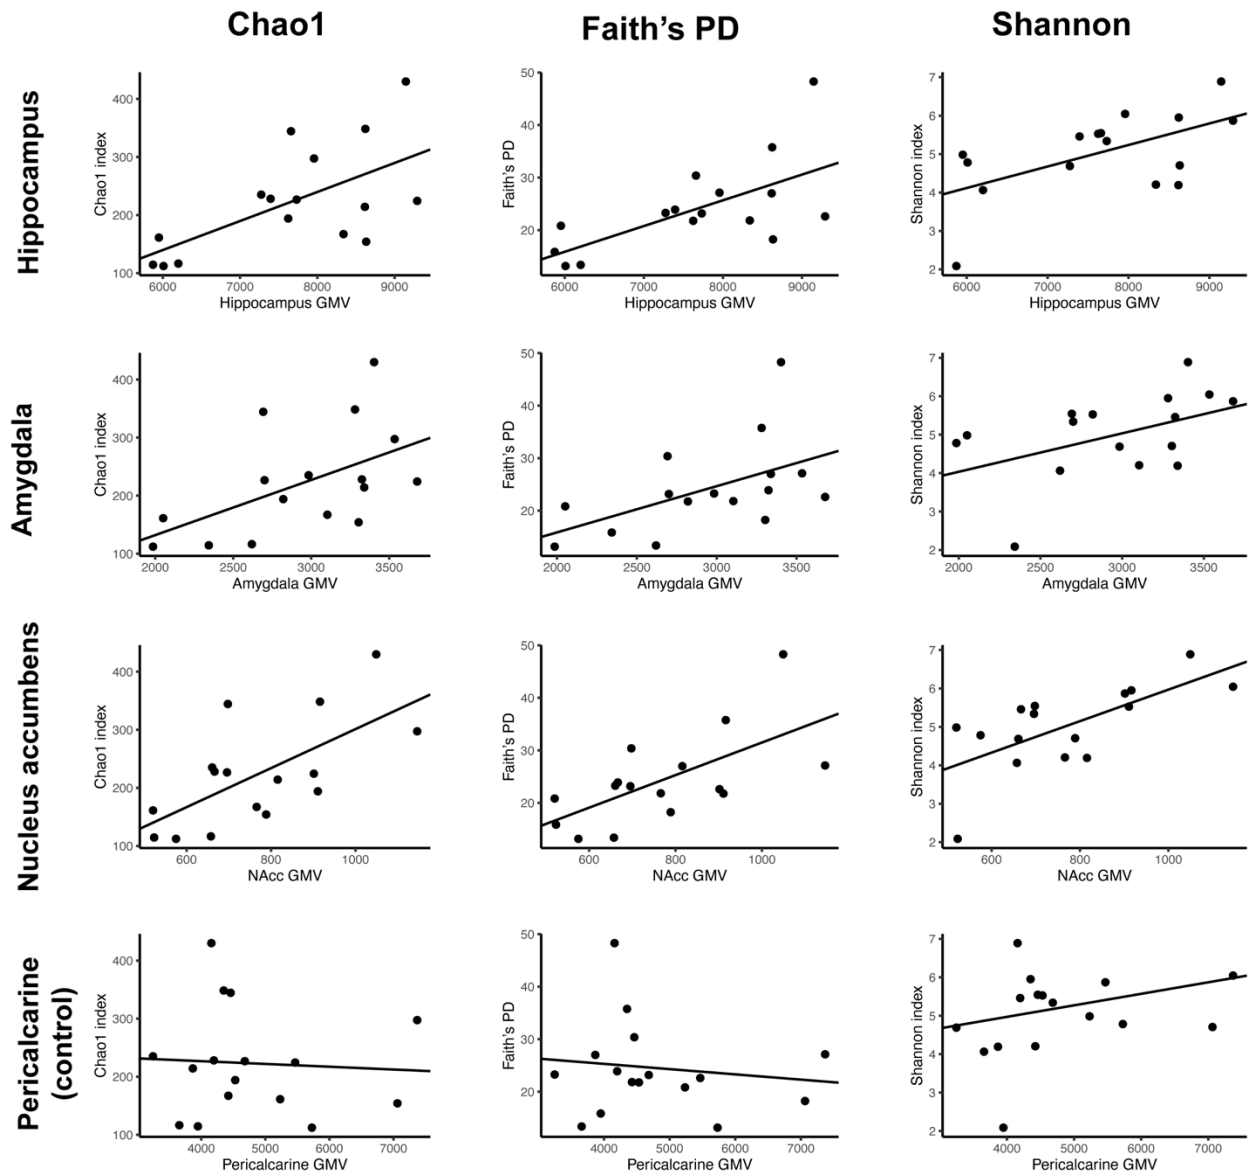 Chao1 Faith's PD Shannon
Hippocampus
Chao1 index
400
300
200
100
6000 7000 8000 9000
Hippocampus GMV
Faith's PD
50
40
30
20
6000 7000 8000 9000
Hippocampus GMV
Shannon index
7
6
5
4
3
2
6000 7000 8000 9000
Hippocampus GMV
Amygdala
Chao1 index
400
300
200
100
2000 2500 3000 3500
Amygdala GMV
Faith's PD
50
40
30
20
2000 2500 3000 3500
Amygdala GMV
Shannon index
7
6
5
4
3
2
2000 2500 3000 3500
Amygdala GMV
Nucleus accumbens
Chao1 index
400
300
200
100
600 800 1000
NAcc GMV
Faith's PD
50
40
30
20
600 800 1000
NAcc GMV
Shannon index
7
6
5
4
3
2
600 800 1000
NAcc GMV
Pericalcarine
(control)
Chao1 index
400
300
200
100
4000 5000 6000 7000
Pericalcarine GMV
Faith's PD
50
40
30
20
4000 5000 6000 7000
Pericalcarine GMV
Shannon index
7
6
5
4
3
2
4000 5000 6000 7000
Pericalcarine GMV